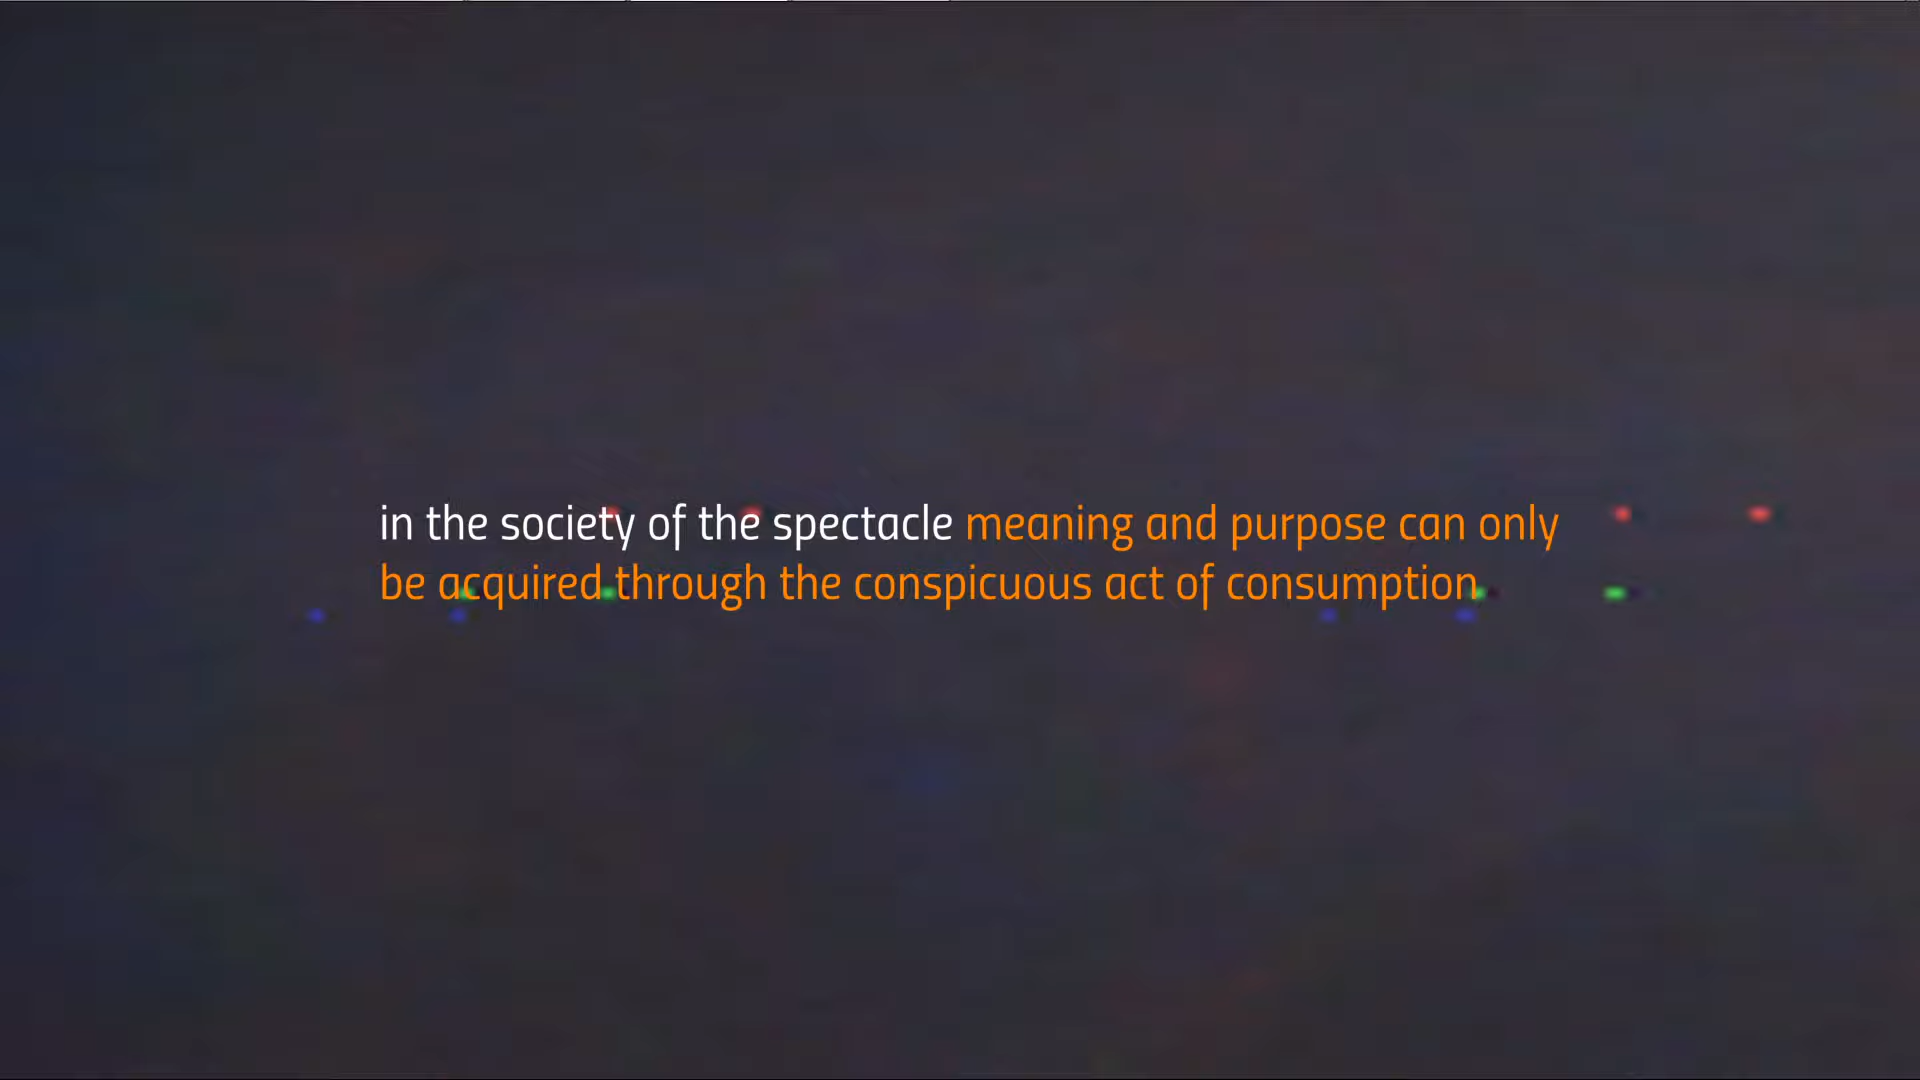 in the society of the spectacle meaning and purpose can only
be acquired through the conspicuous act of consumption